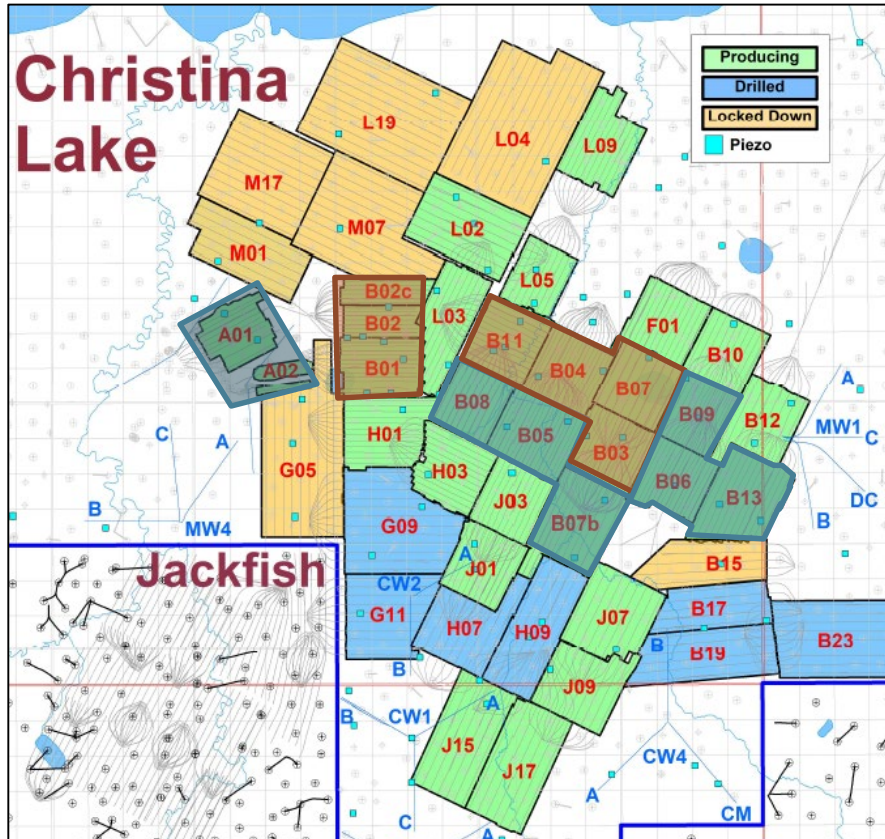 Christina
Lake
Producing
Drilled
Locked Down
Piezo
L19
L04
L09
M17
M07
L02
M01
L05
B02c
A01
B02
L03
F01
B11
B10
B01
B04
A02
B07
A
B08
B09
B12
MW1
H01
B05
C
A
B03
C
G05
H03
B06
B13
DC
B
J03
B
G09
B07b
MW4
A
Jackfish
J01
B15
CW2
J07
G11
H07
H09
B17
B
B19
B23
B
J09
A
B
CW1
J15
CW4
J17
A
CM
C
A